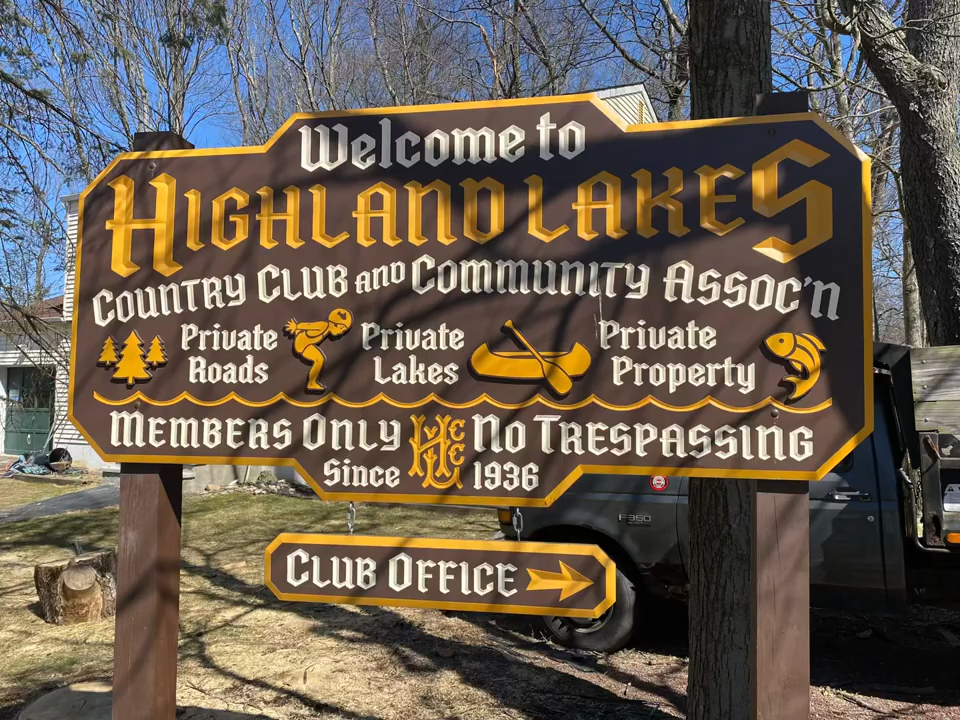 Welcome to
HIGHLAND LAKES
COUNTRY CLUB AND COMMUNITY ASSOC'N
Private Roads
Private Lakes
Private Property
MEMBERS ONLY HLCCC NO TRESPASSING
Since 1936
CLUB OFFICE
F350